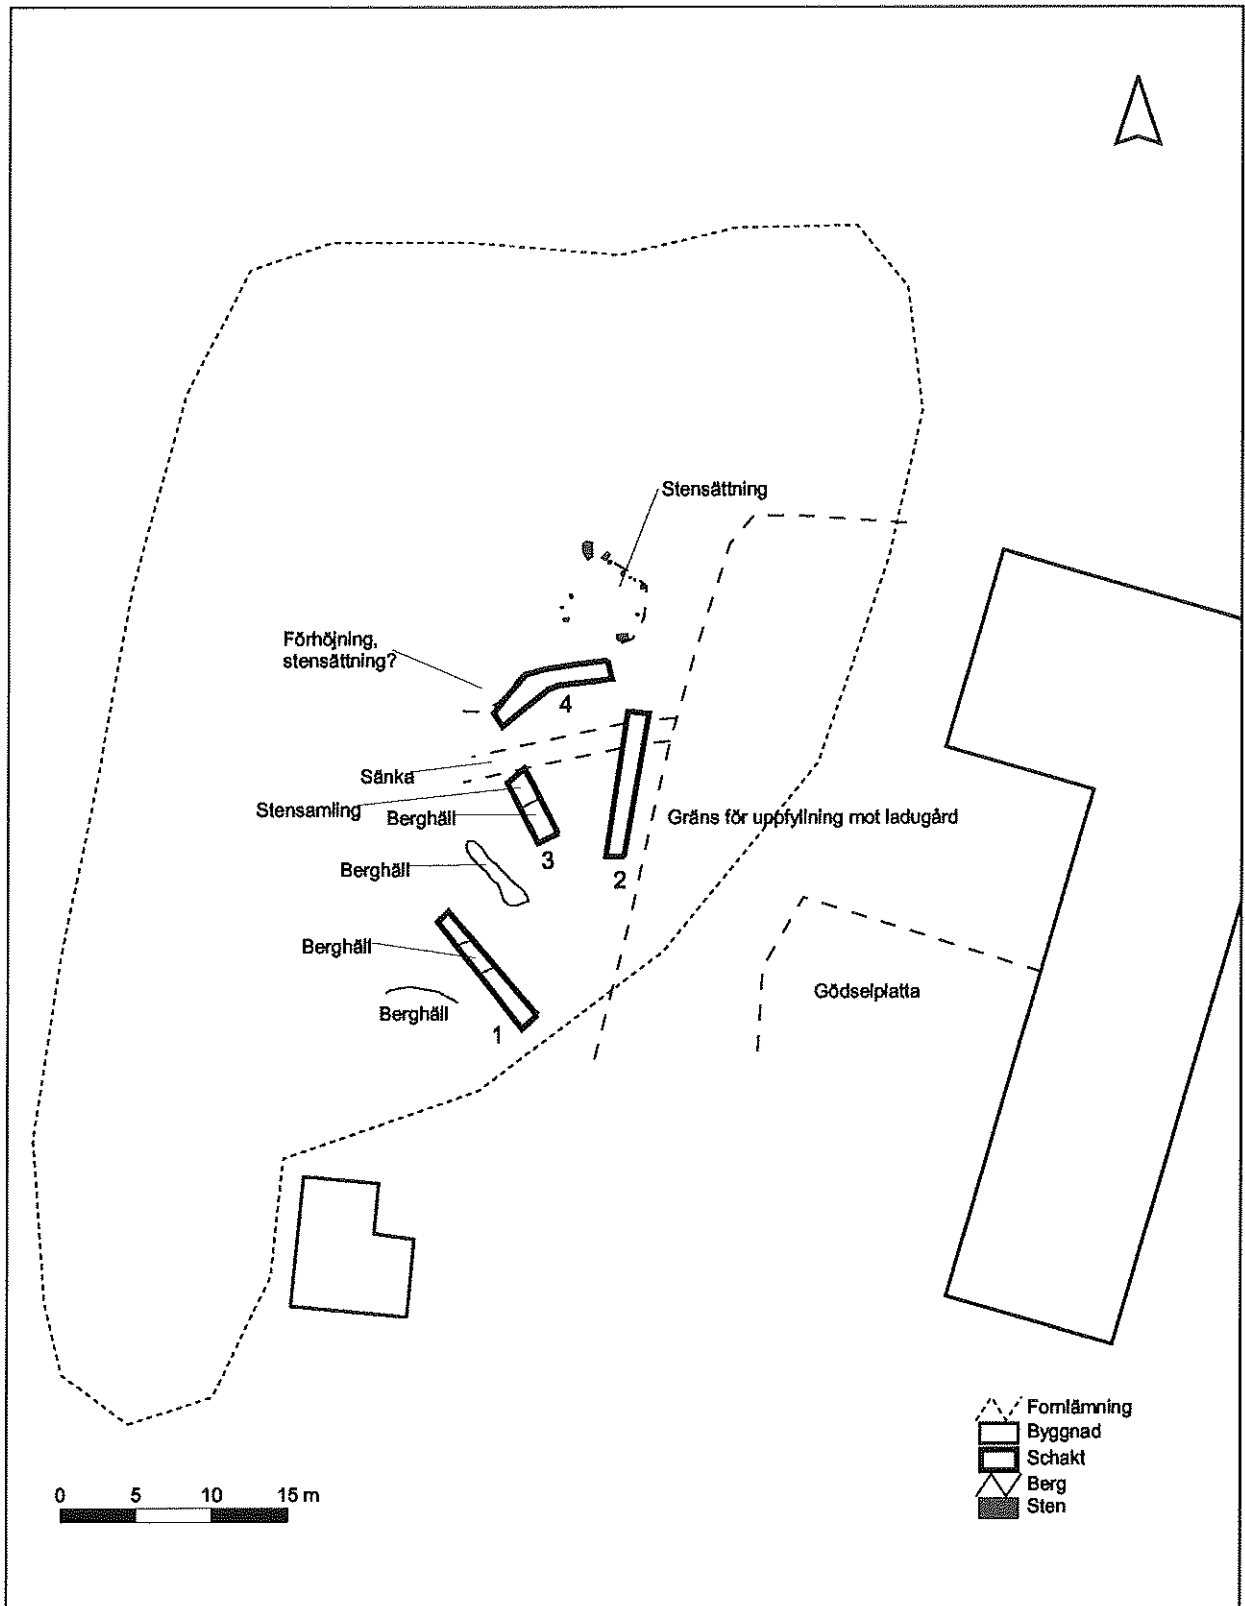 Stensättning
Förhöjning,
stensättning?
4
Sänka
Stensamling
Berghäll
Gräns för uppfyllning mot ladugård
3
2
Berghäll
Berghäll
Gödselplatta
Berghäll
1
Fornlämning
Byggnad
Schakt
Berg
Sten
0 5 10 15 m